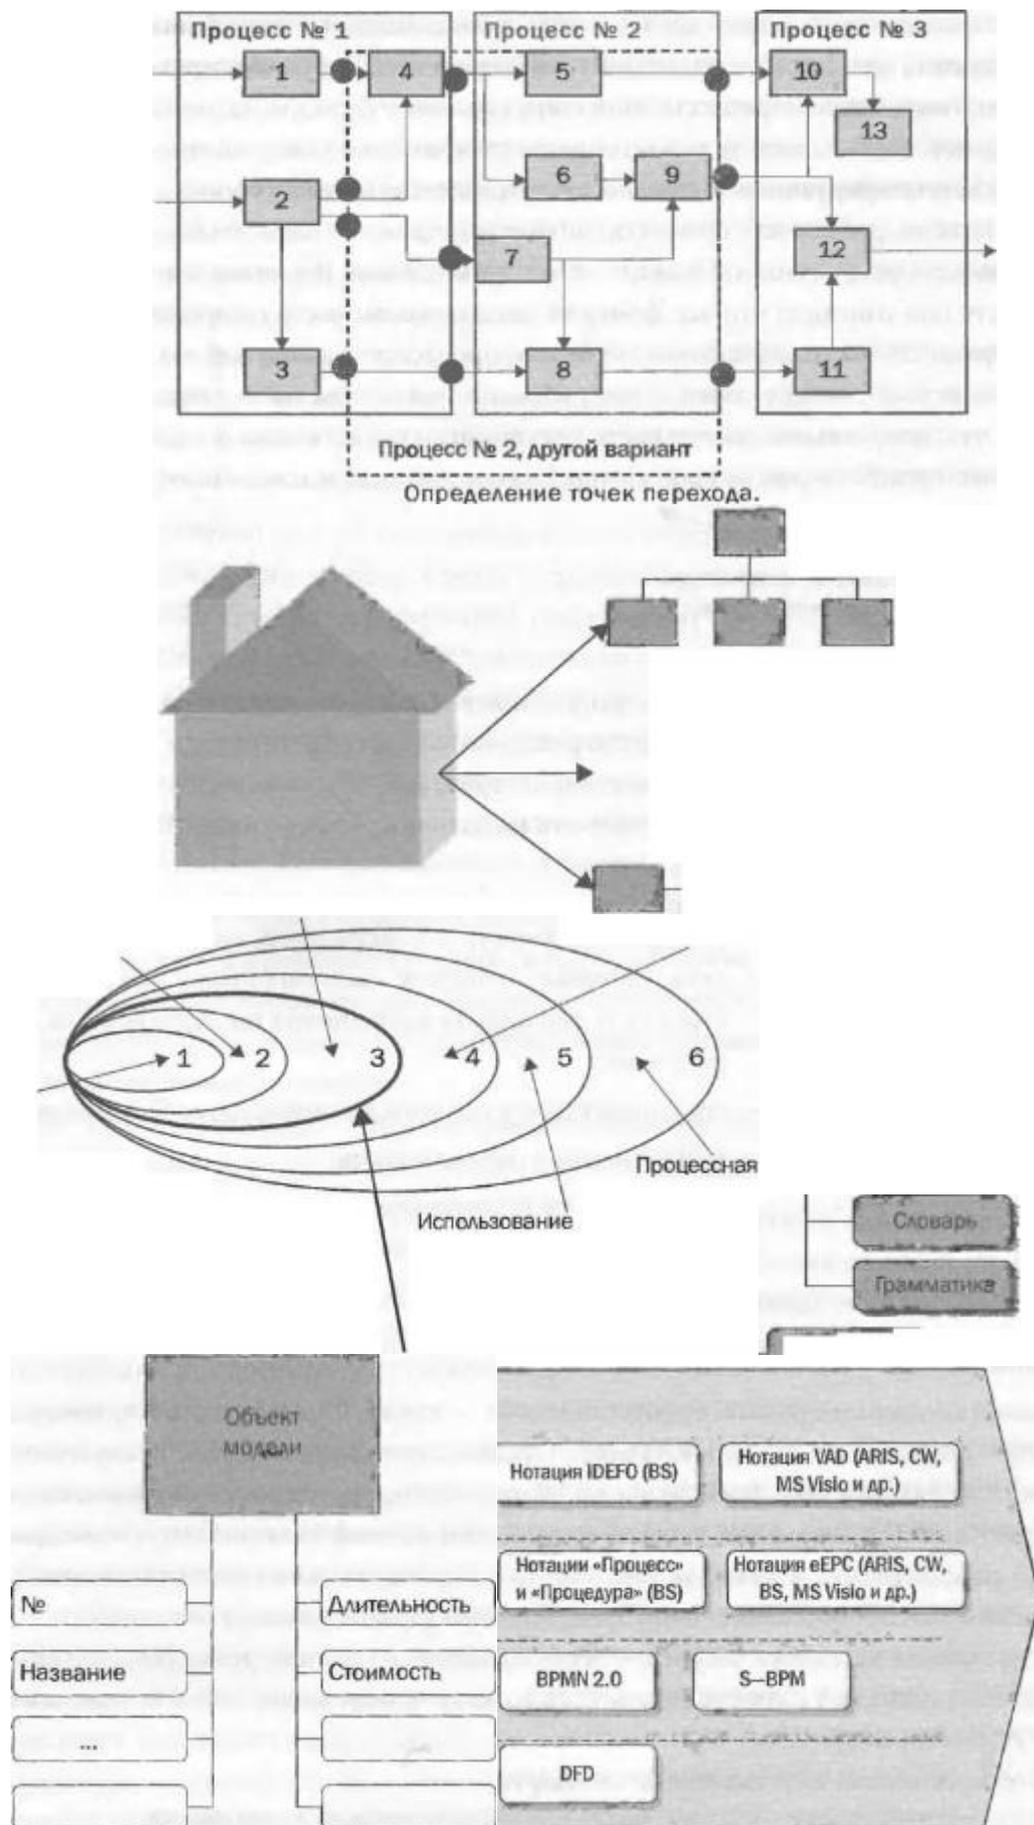 Процесс № 1
Процесс № 2
Процесс № 3
1
4
5
10
13
6
9
2
12
7
3
8
11
Процесс № 2, другой вариант
Определение точек перехода.
1
2
3
4
5
6
Процессная
Использование
Словарь
Грамматика
Объект
модели
№
Название
...
Длительность
Стоимость
Нотация IDEFO (BS)
Нотация VAD (ARIS, CW,
MS Visio и др.)
Нотации «Процесс»
и «Процедура» (BS)
Нотация eEPC (ARIS, CW,
BS, MS Visio и др.)
BPMN 2.0
S–BPM
DFD